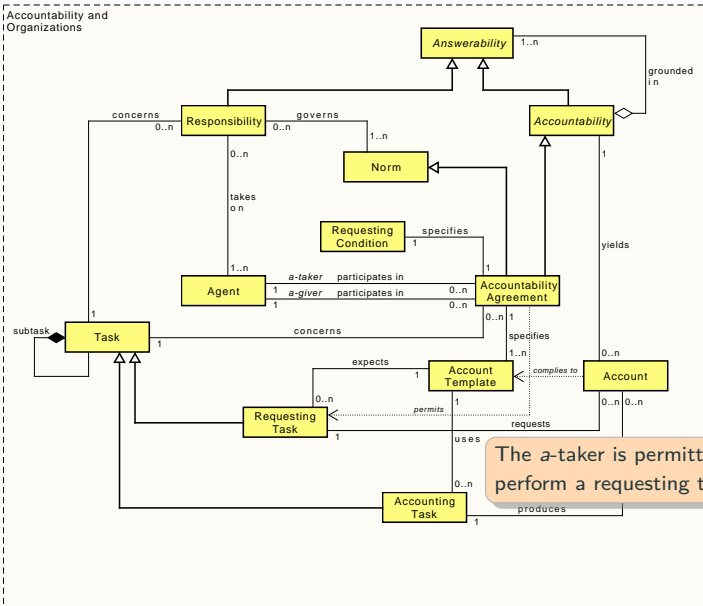 Accountability and
Organizations
Answerability
1..n
grounded
in
concerns
0..n
Responsibility
governs
0..n
1..n
Accountability
0..n
1
Norm
takes
on
Requesting
Condition
specifies
1
1
yields
1..n
Agent
a-taker participates in
1
0..n
a-giver participates in
1
0..n
Accountability
Agreement
1
subtask
Task
1
concerns
0..n
1
specifies
1..n
0..n
expects
1
Account
Template
complies to
Account
0..n
1
0..n
0..n
Requesting
Task
permits
1
requests
uses
The a-taker is permitt
perform a requesting t
0..n
Accounting
Task
1
produces